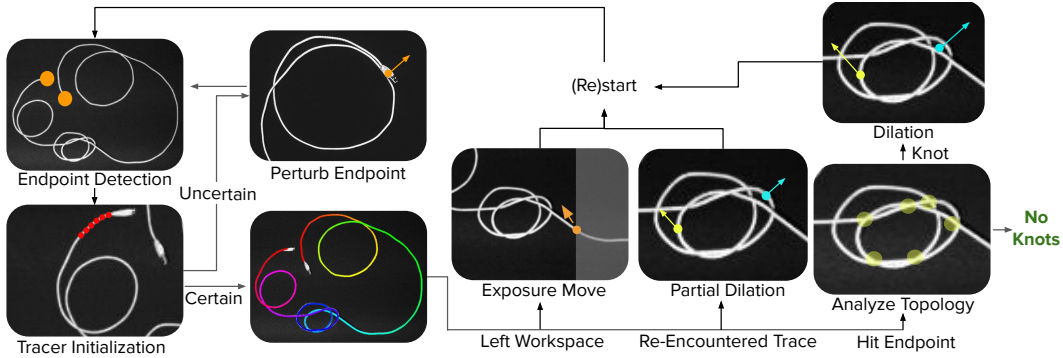 (Re)start
Dilation
Knot
Endpoint Detection
Perturb Endpoint
Uncertain
No
Knots
Certain
Exposure Move
Partial Dilation
Analyze Topology
Tracer Initialization
Left Workspace
Re-Encountered Trace
Hit Endpoint